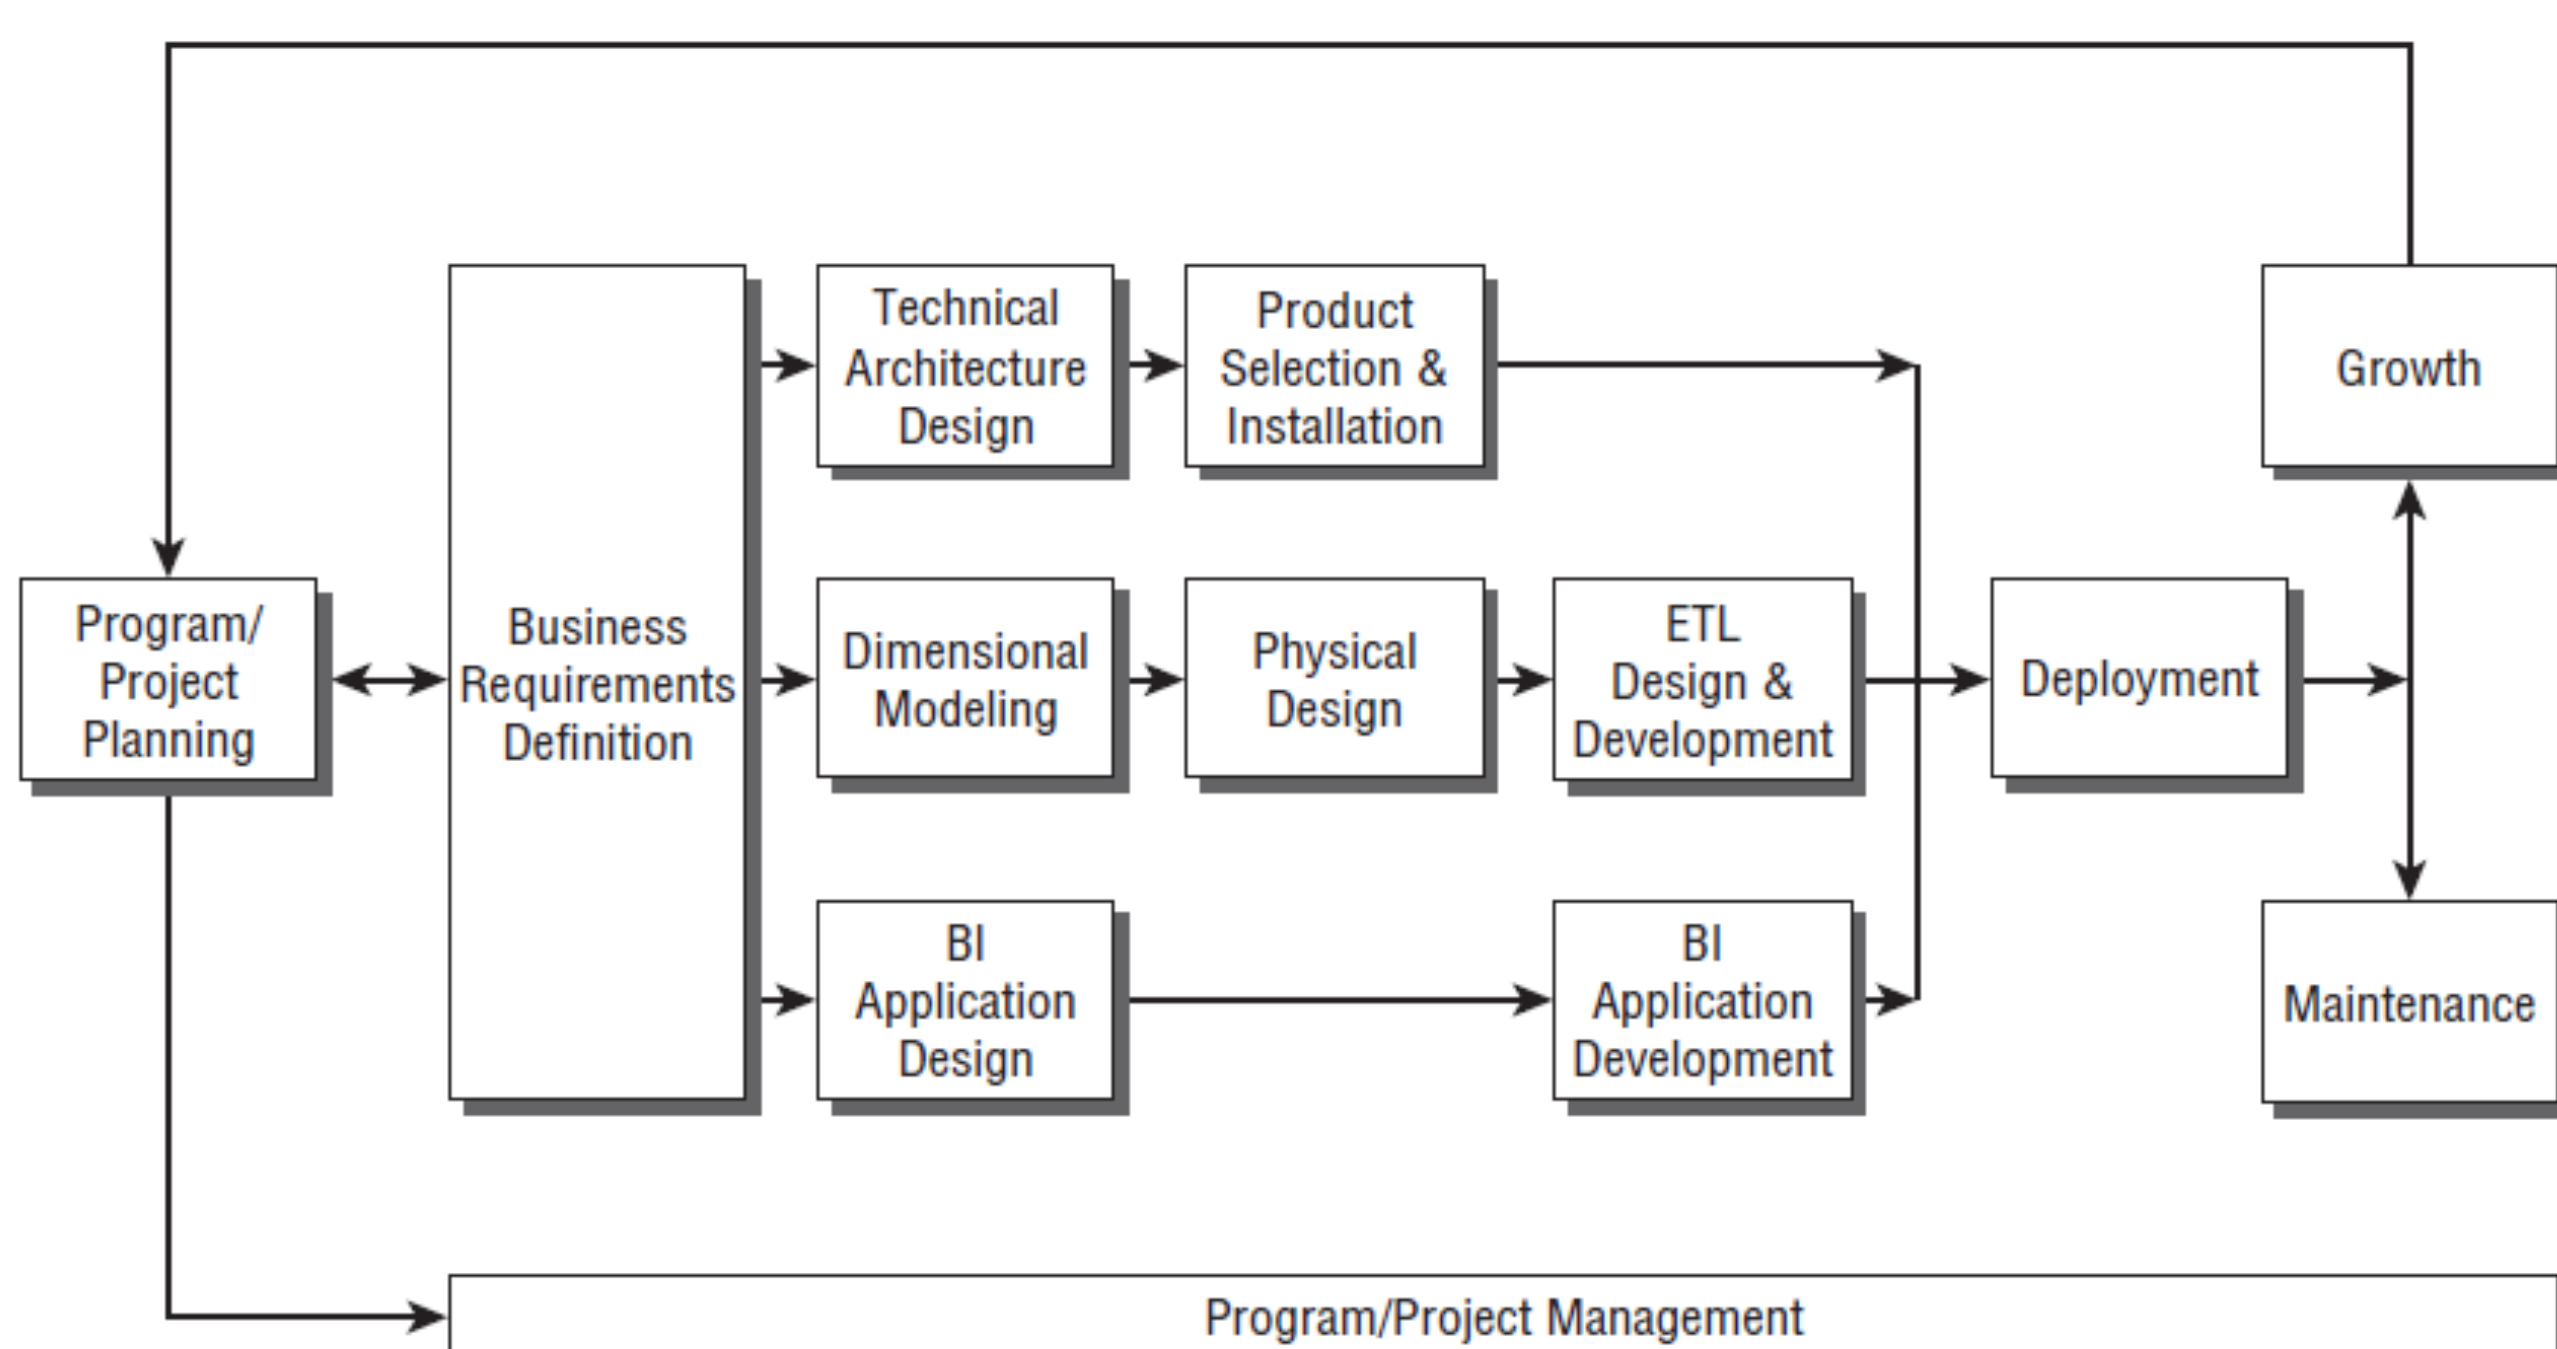 Technical
Architecture
Design
Product
Selection &
Installation
Growth
Program/
Project
Planning
Business
Requirements
Definition
Dimensional
Modeling
Physical
Design
ETL
Design &
Development
Deployment
BI
Application
Design
BI
Application
Development
Maintenance
Program/Project Management